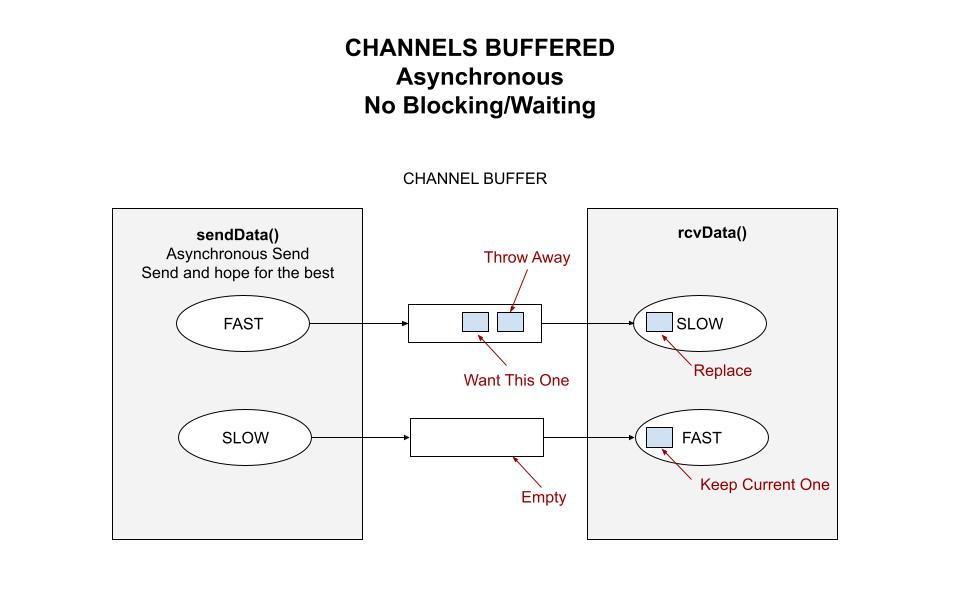 CHANNELS BUFFERED
Asynchronous
No Blocking/Waiting
CHANNEL BUFFER
sendData()
Asynchronous Send
Send and hope for the best
rcvData()
Throw Away
FAST
SLOW
Want This One
Replace
SLOW
FAST
Empty
Keep Current One